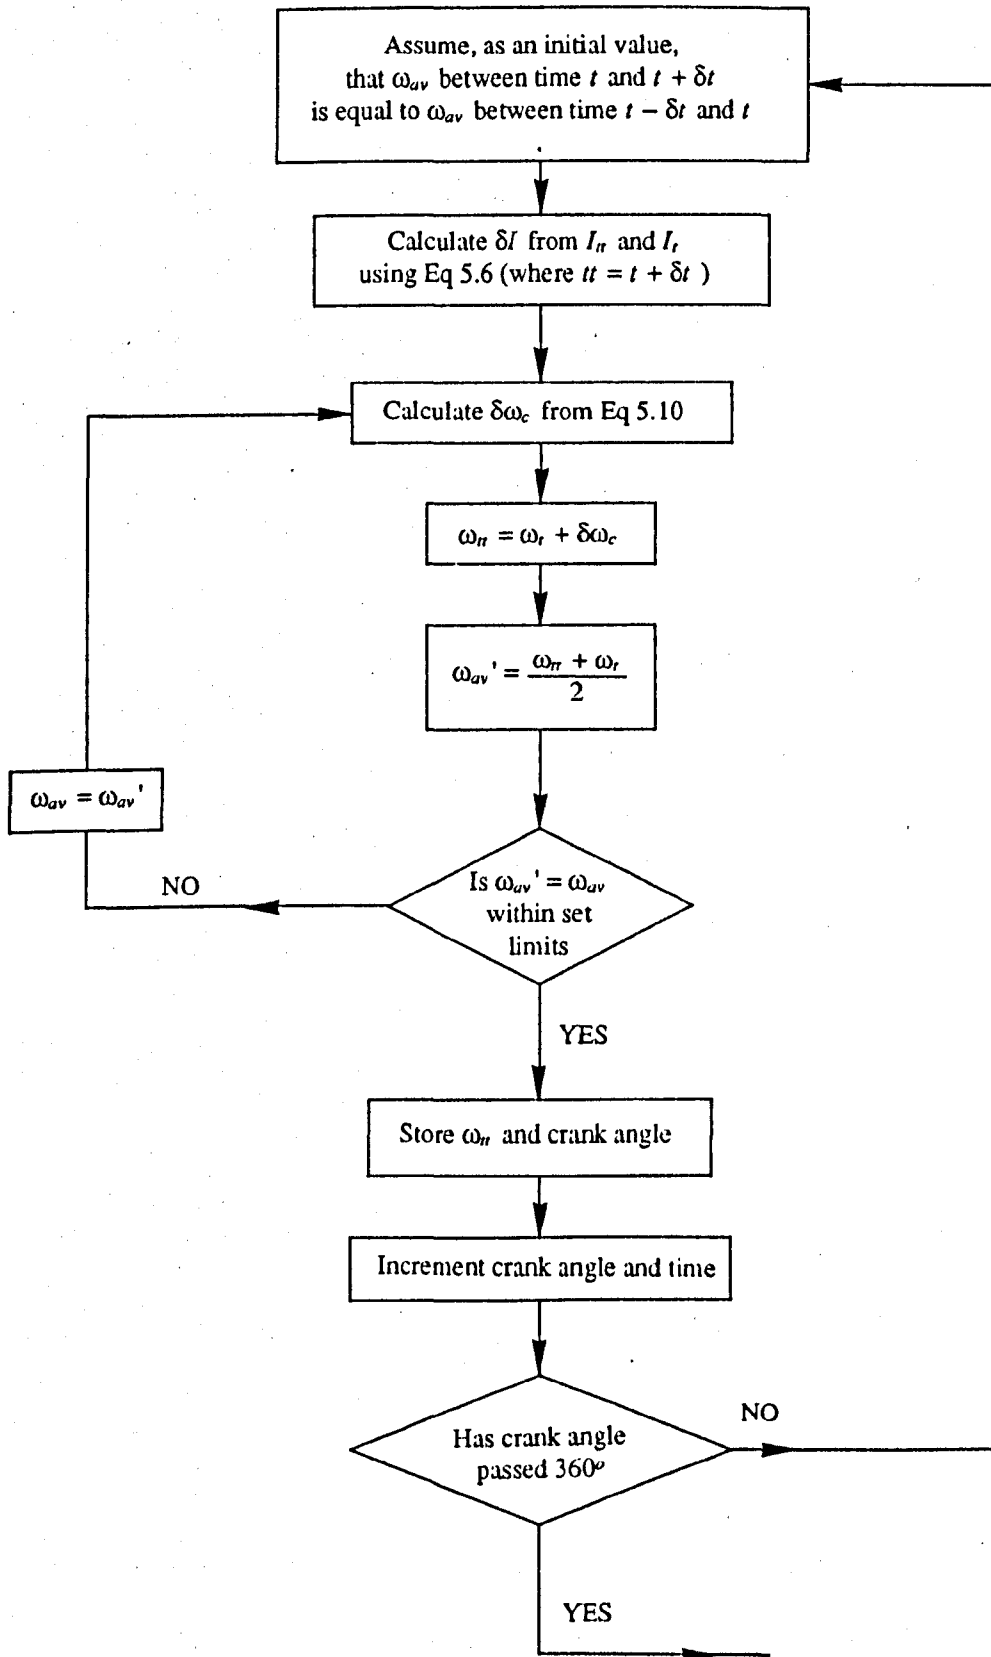 Assume, as an initial value,
that ω_av between time t and t + δt
is equal to ω_av between time t − δt and t
Calculate δI from I_tt and I_t
using Eq 5.6 (where tt = t + δt )
Calculate δω_c from Eq 5.10
ω_tt = ω_t + δω_c
ω_av' = (ω_tt + ω_t) / 2
ω_av = ω_av'
Is ω_av' = ω_av
within set
limits
NO
YES
Store ω_tt and crank angle
Increment crank angle and time
Has crank angle
passed 360°
NO
YES